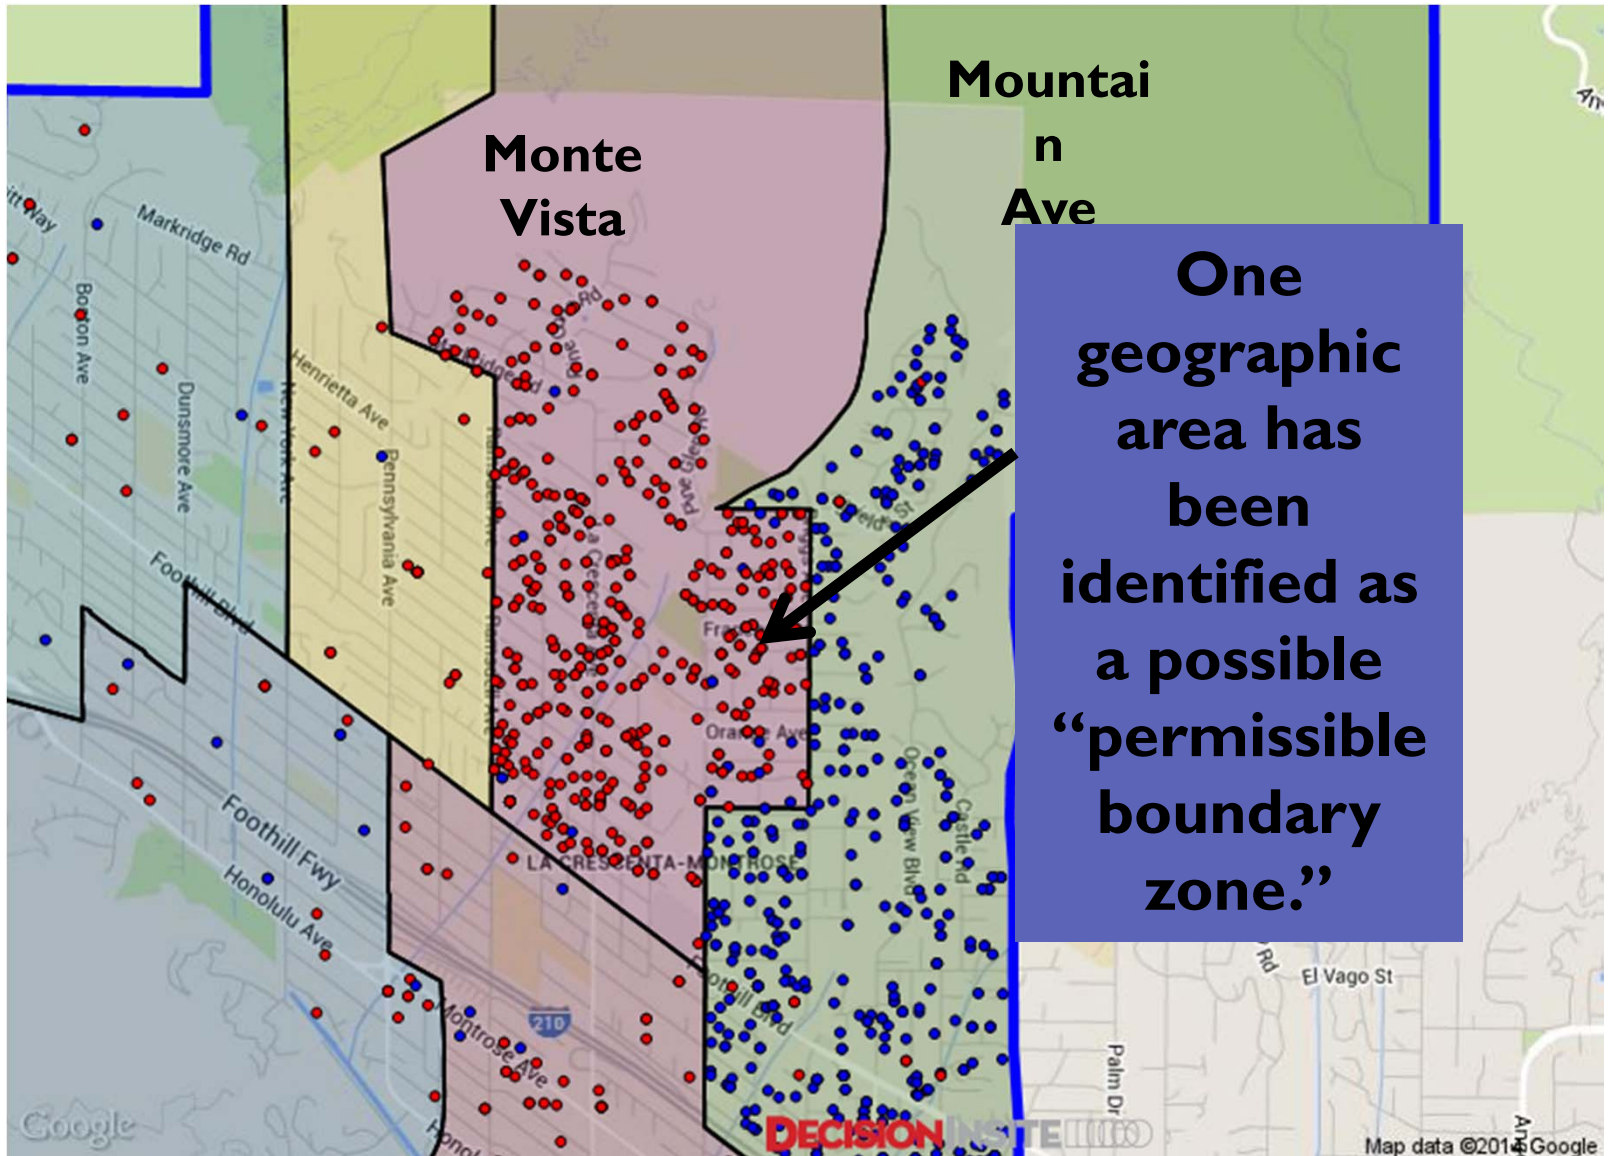 Mountai
n
Ave
Monte
Vista
One
geographic
area has
been
identified as
a possible
“permissible
boundary
zone.”
Markridge Rd
Boston Ave
Dunsmore Ave
New York Ave
Henrietta Ave
Pennsylvania Ave
Foothill Blvd
Orange Ave
Ocean View Blvd
Castle Rd
LA CRESCENTA-MONTROSE
Foothill Fwy
Honolulu Ave
Foothill Blvd
210
Montrose Ave
El Vago St
Palm Dr
Google
DECISIONINSITE
Map data ©2014 Google